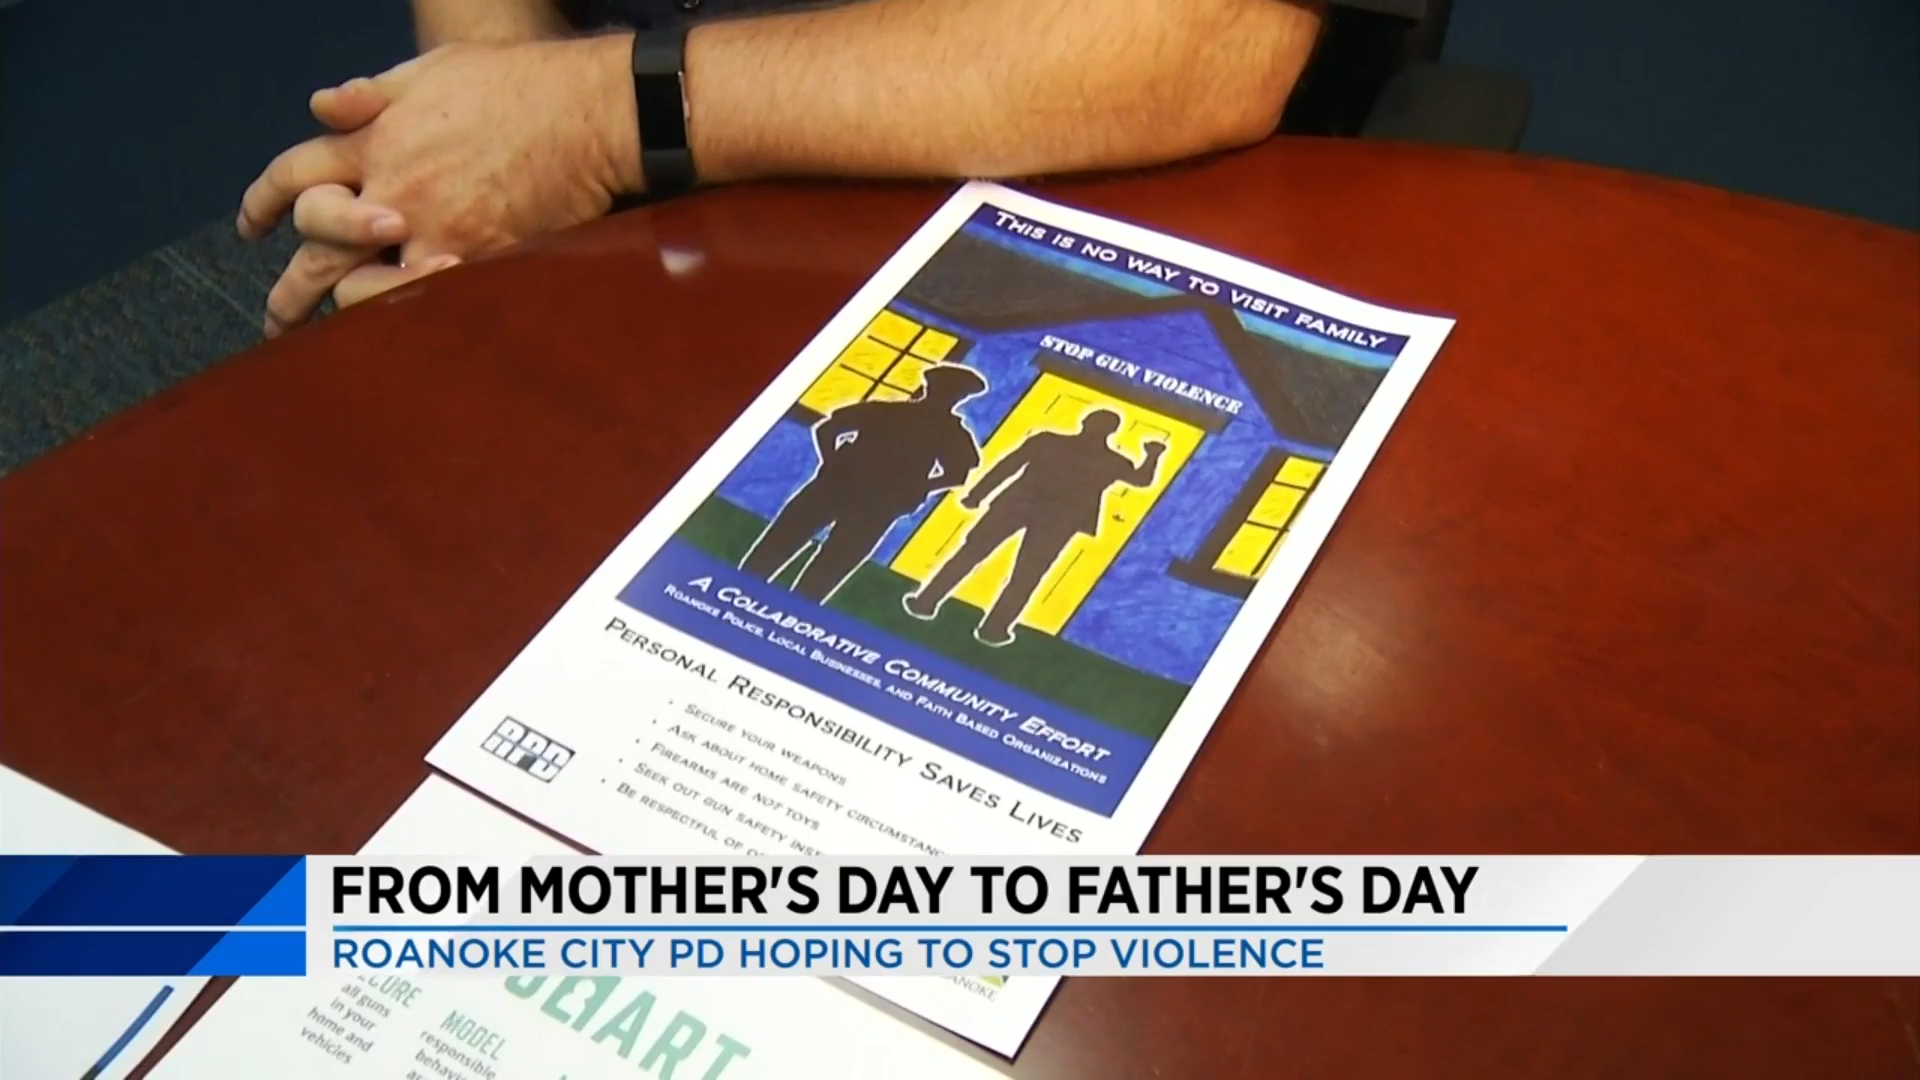 THIS IS NO WAY TO VISIT FAMILY
STOP GUN VIOLENCE
A COLLABORATIVE COMMUNITY EFFORT
ROANOKE POLICE, LOCAL BUSINESSES, AND FAITH BASED ORGANIZATIONS
PERSONAL RESPONSIBILITY SAVES LIVES
• SECURE YOUR WEAPONS
• ASK ABOUT HOME SAFETY
• FIREARMS ARE NOT TOYS
• SEEK OUT GUN SAFETY
• BE RESPECTFUL OF
FROM MOTHER'S DAY TO FATHER'S DAY
ROANOKE CITY PD HOPING TO STOP VIOLENCE
all guns
in your
home and
vehicles
MODEL
responsible